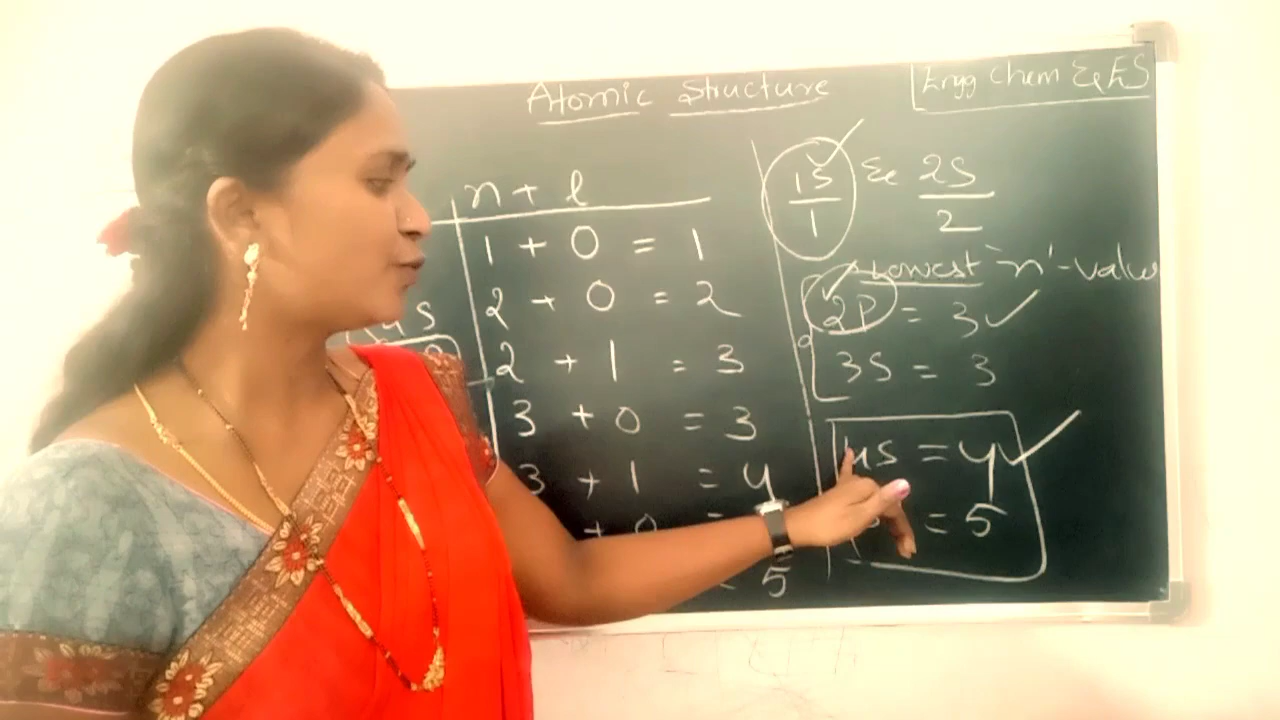 Atomic Structure
Engg Chem & ES
n + l
1 + 0 = 1
2 + 0 = 2
2 + 1 = 3
3 + 0 = 3
3 + 1 = 4
+ 0 =
= 5
4s
1S & 2S
1 2
Lowest 'n'-value
2P = 3
3S = 3
4s = 4
= 5